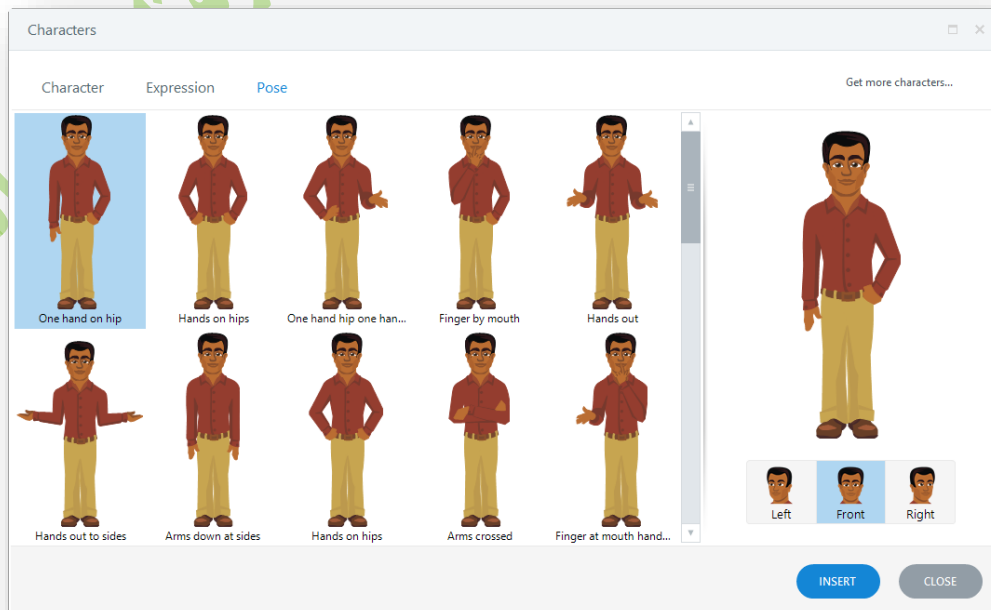 Characters
Character Expression Pose
Get more characters...
One hand on hip
Hands on hips
One hand hip one han...
Finger by mouth
Hands out
Hands out to sides
Arms down at sides
Hands on hips
Arms crossed
Finger at mouth hand...
Left
Front
Right
INSERT
CLOSE